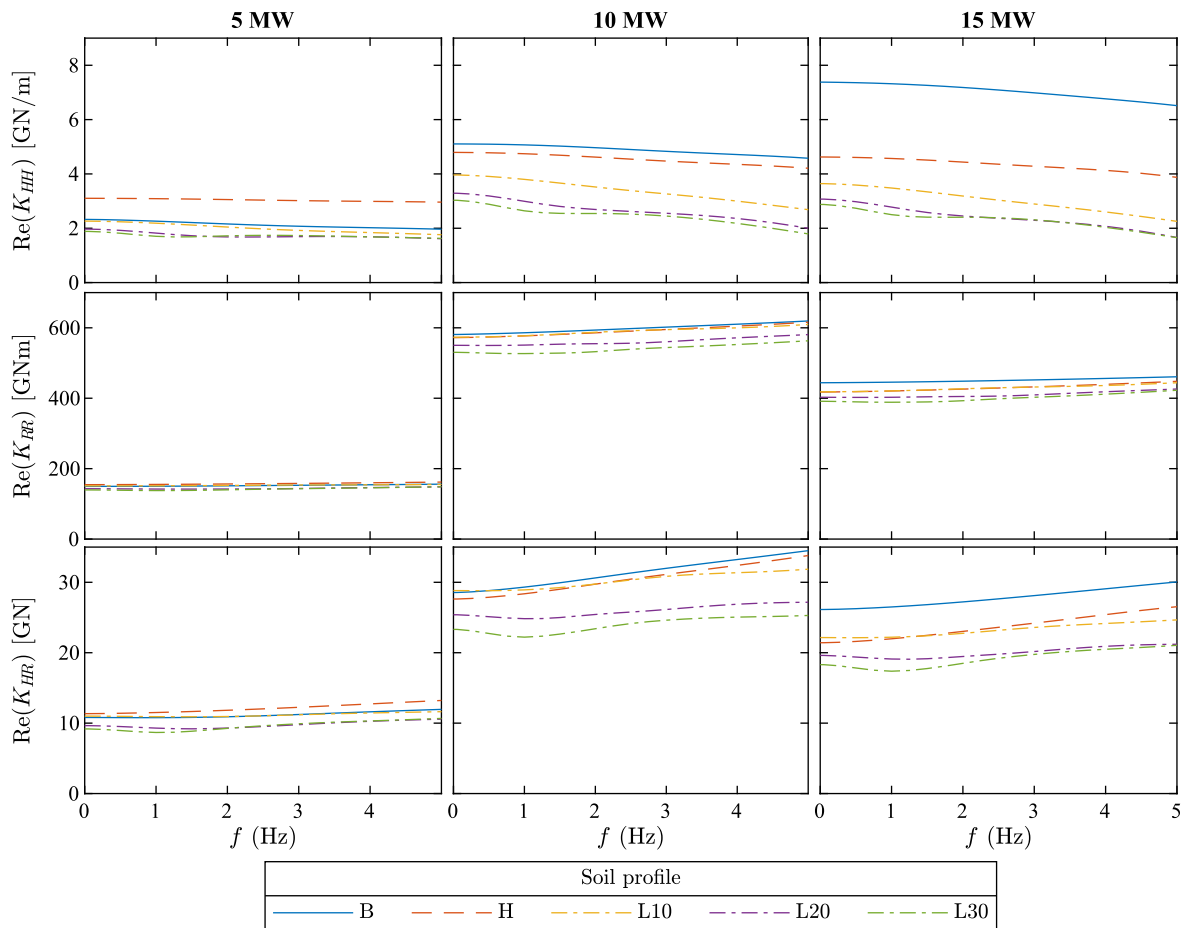 5 MW 10 MW 15 MW
Re(K_HH) [GN/m]
8
6
4
2
0
Re(K_RR) [GNm]
600
400
200
0
Re(K_HR) [GN]
30
20
10
0
0 1 2 3 4 0 1 2 3 4 0 1 2 3 4 5
f (Hz) f (Hz) f (Hz)
Soil profile
B H L10 L20 L30